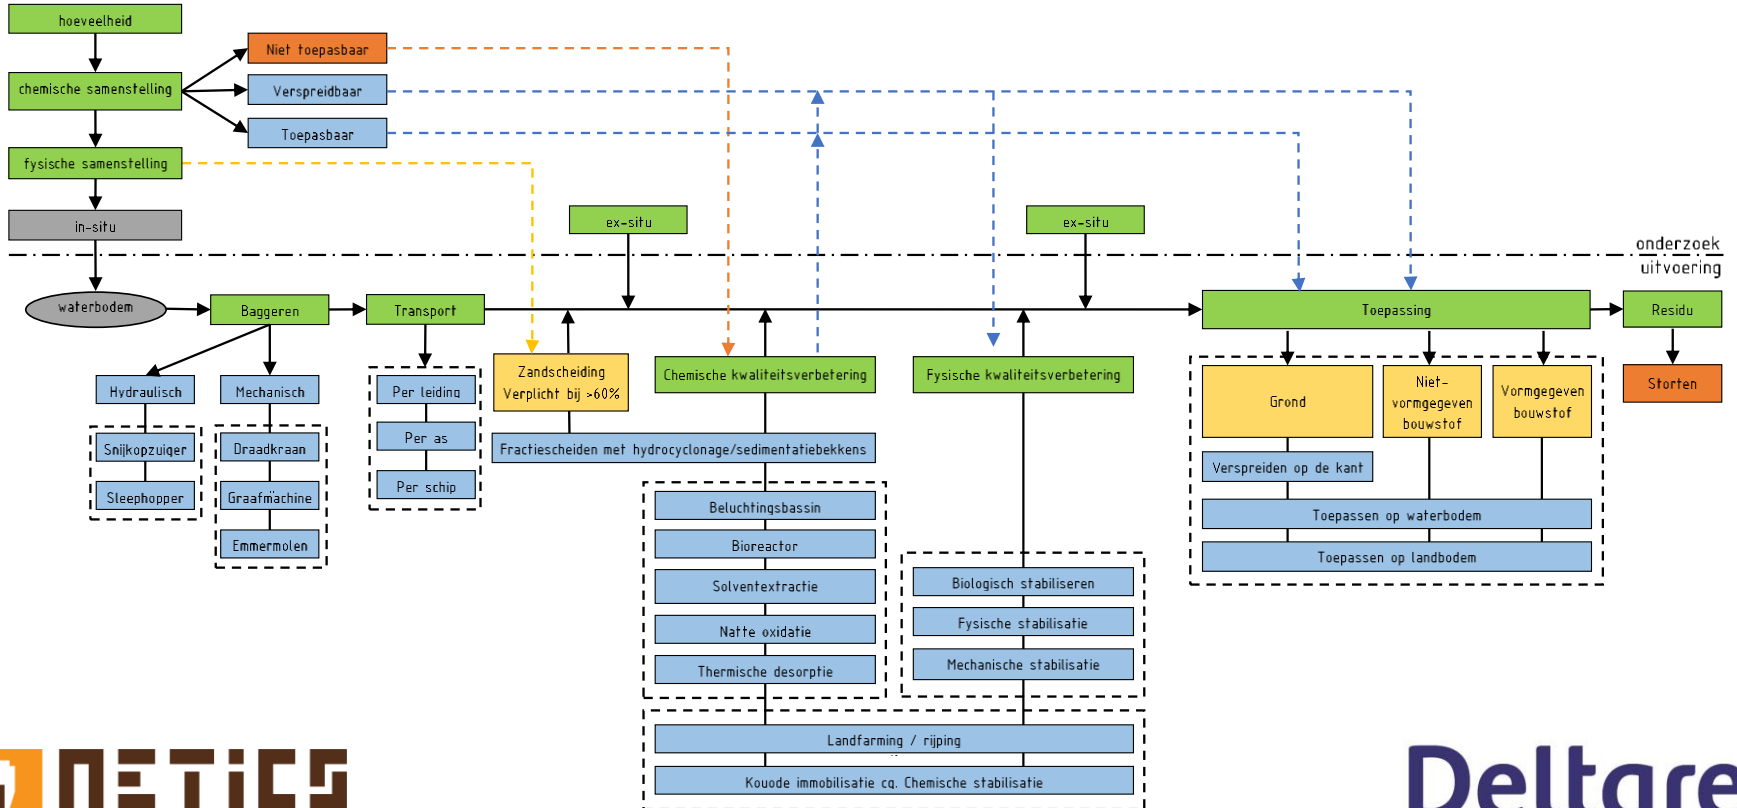 hoeveelheid
Niet toepasbaar
chemische samenstelling
Verspreidbaar
Toepasbaar
fysische samenstelling
in-situ
ex-situ
ex-situ
onderzoek
uitvoering
waterbodem
Baggeren
Transport
Toepassing
Residu
Hydraulisch
Mechanisch
Per leiding
Zandscheiding
Verplicht bij >60%
Chemische kwaliteitsverbetering
Fysische kwaliteitsverbetering
Grond
Niet-
vormgegeven
bouwstof
Vormgegeven
bouwstof
Storten
Snijkopzuiger
Draadkraan
Per as
Fractiescheiden met hydrocyclonage/sedimentatiebekkens
Verspreiden op de kant
Sleephopper
Graafmachine
Per schip
Emmermolen
Beluchtingsbassin
Toepassen op waterbodem
Bioreactor
Toepassen op landbodem
Solventextractie
Biologisch stabiliseren
Natte oxidatie
Fysische stabilisatie
Thermische desorptie
Mechanische stabilisatie
Landfarming / rijping
Kouode immobilisatie cq. Chemische stabilisatie
NETICS
Deltare